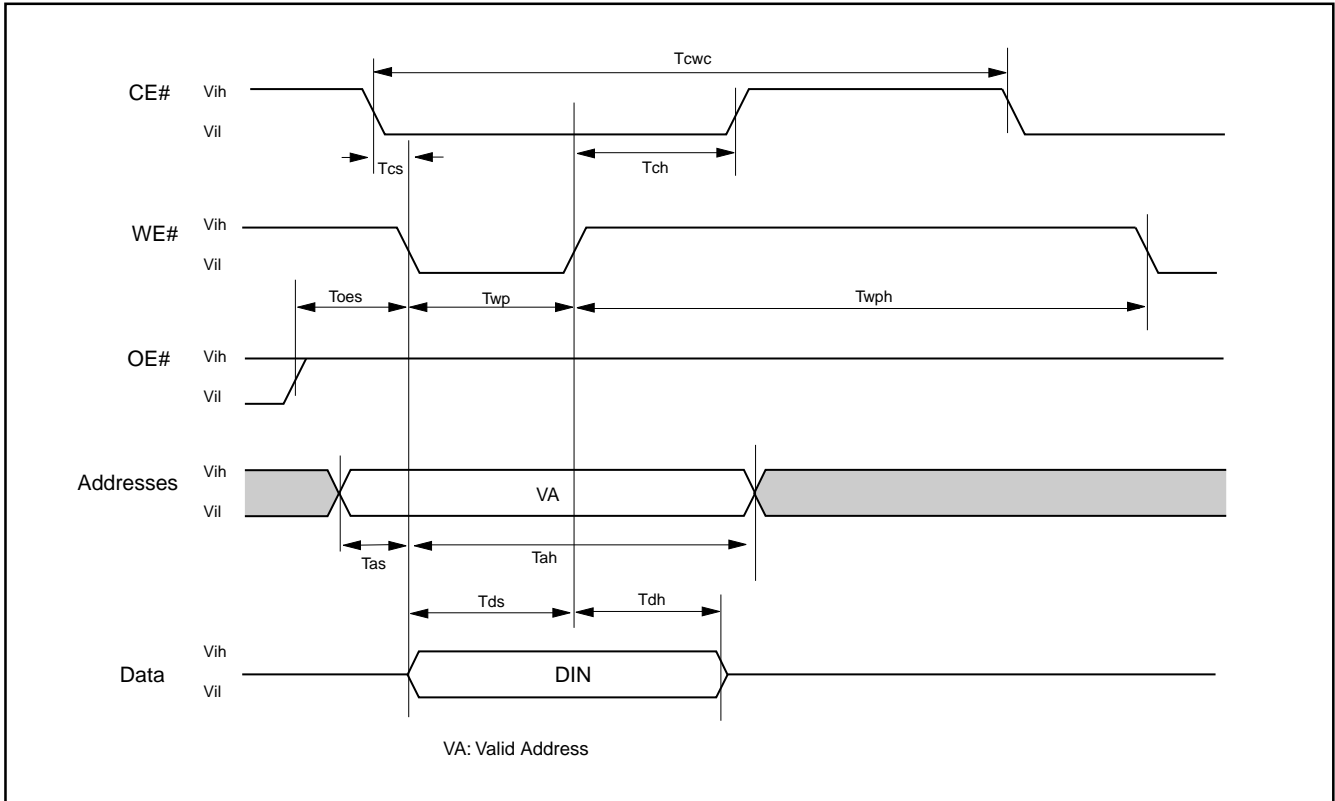 Tcwc
CE# Vih
Vil
Tcs Tch
WE# Vih
Vil
Toes Twp Twph
OE# Vih
Vil
Addresses Vih
VA
Vil
Tas Tah
Tds Tdh
Data Vih
DIN
Vil
VA: Valid Address